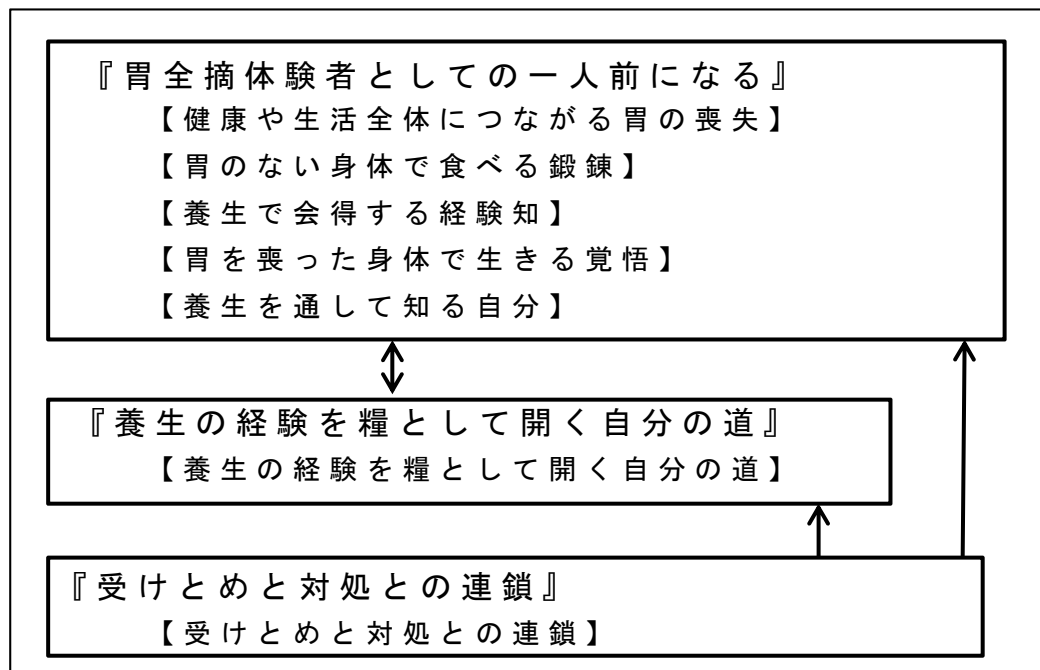 『胃全摘体験者としての一人前になる』
【健康や生活全体につながる胃の喪失】
【胃のない身体で食べる鍛錬】
【養生で会得する経験知】
【胃を喪った身体で生きる覚悟】
【養生を通して知る自分】
『養生の経験を糧として開く自分の道』
【養生の経験を糧として開く自分の道】
『受けとめと対処との連鎖』
【受けとめと対処との連鎖】